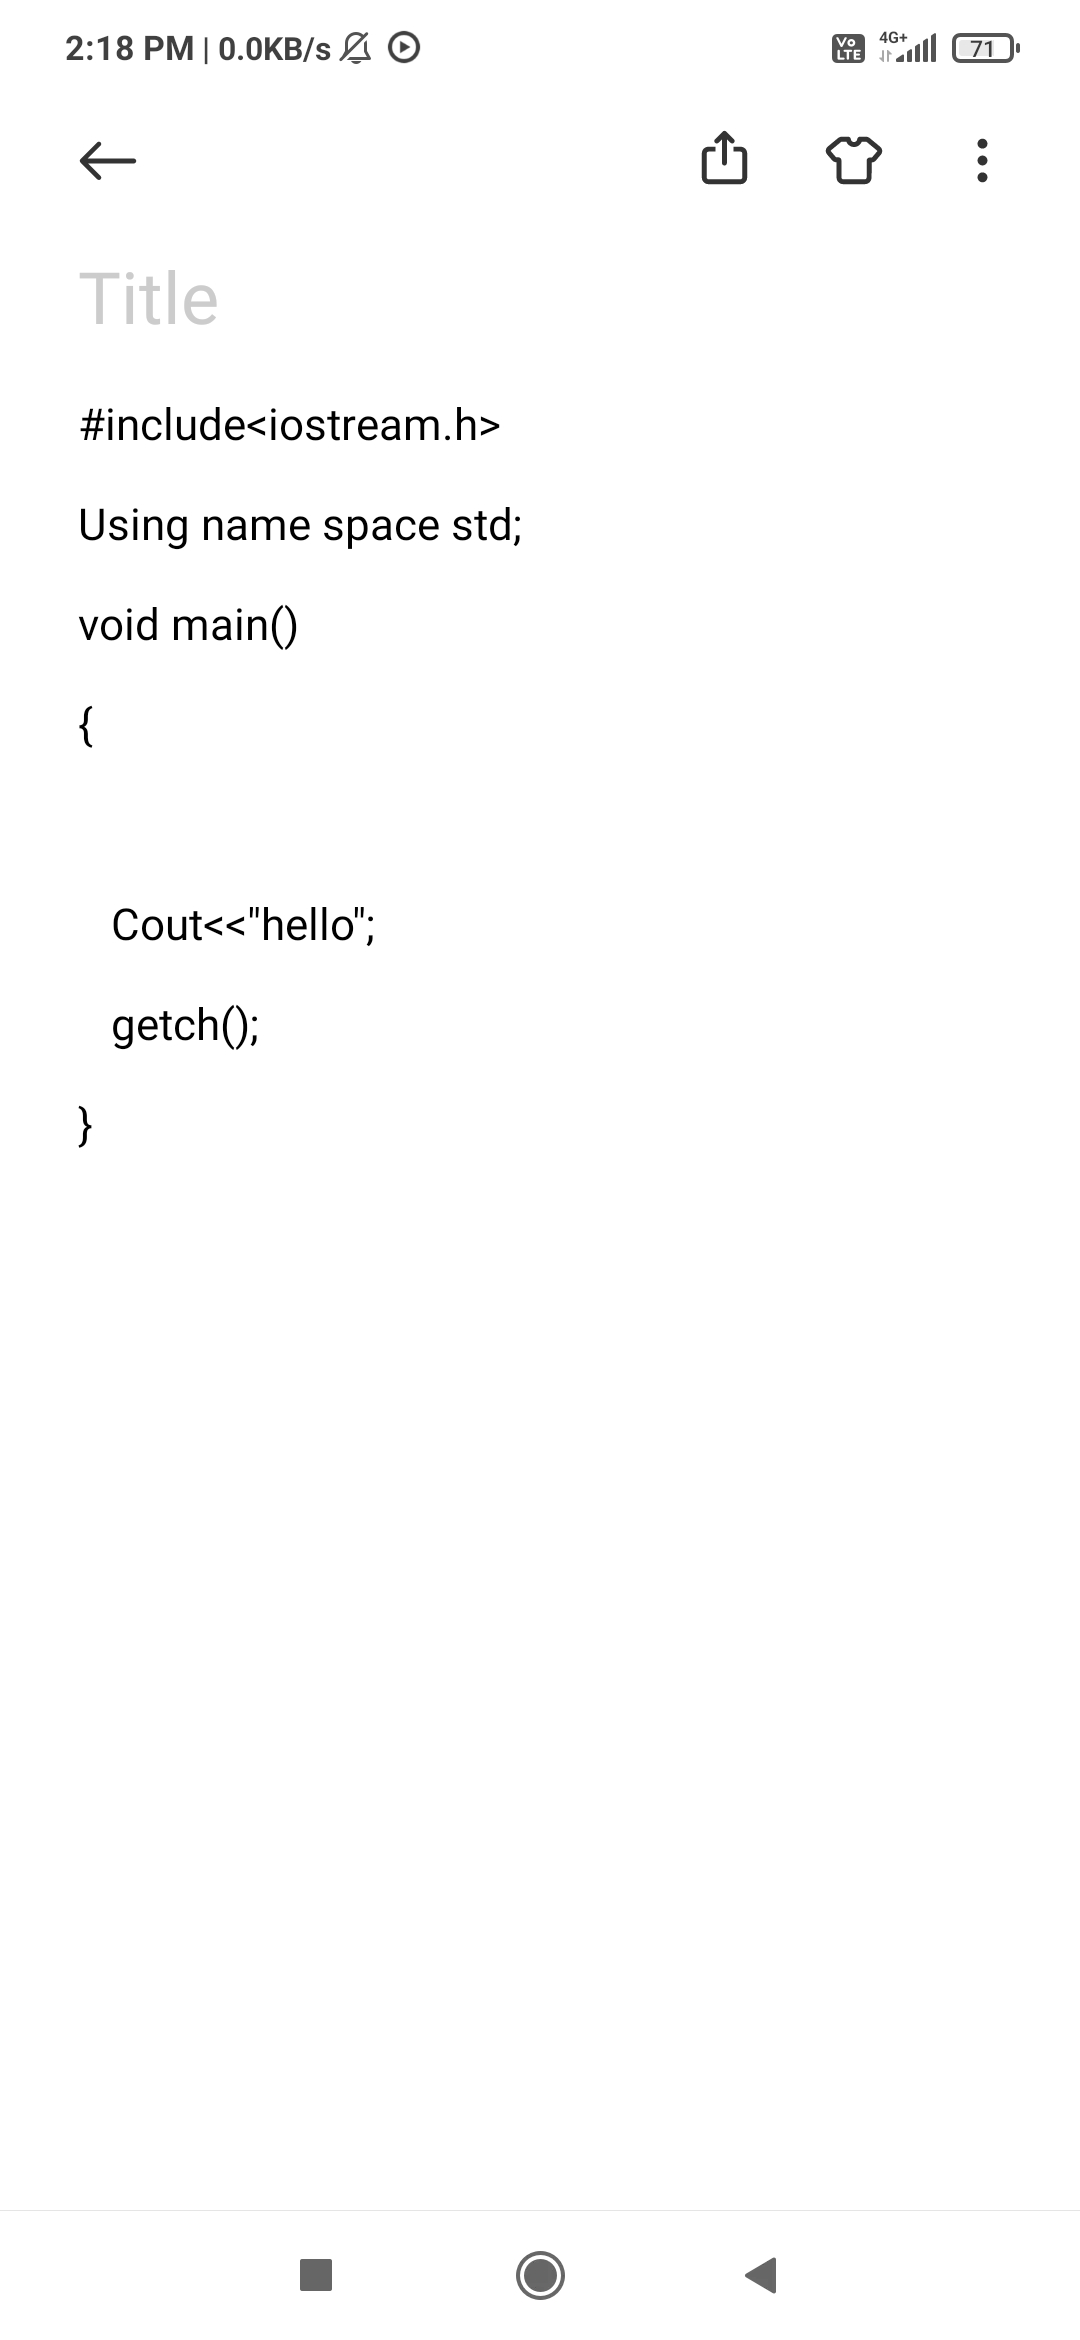 2:18 PM | 0.0KB/s
Vo LTE 4G+ 71
Title
#include<iostream.h>
Using name space std;
void main()
{
Cout<<"hello";
getch();
}